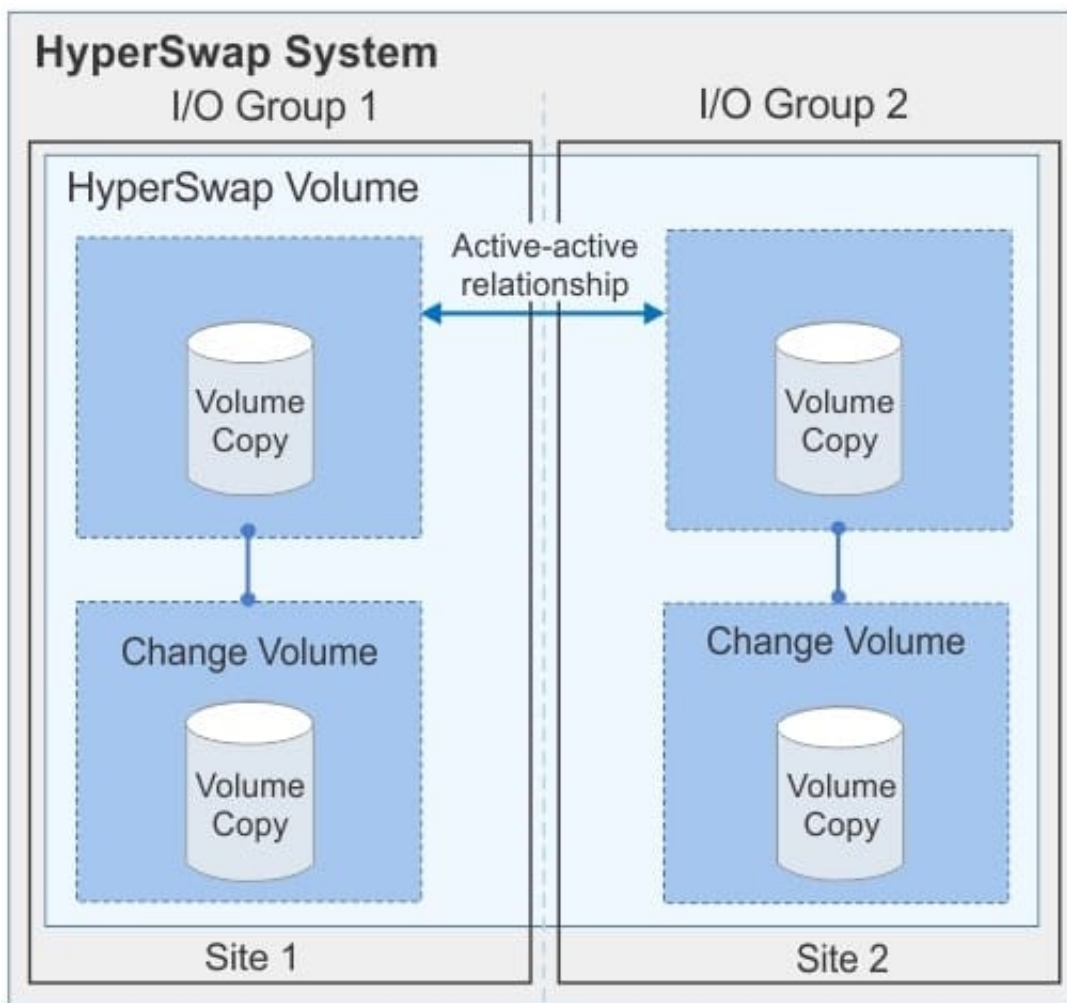 HyperSwap System
I/O Group 1
I/O Group 2
HyperSwap Volume
Active-active
relationship
Volume
Copy
Volume
Copy
Change Volume
Change Volume
Volume
Copy
Volume
Copy
Site 1
Site 2